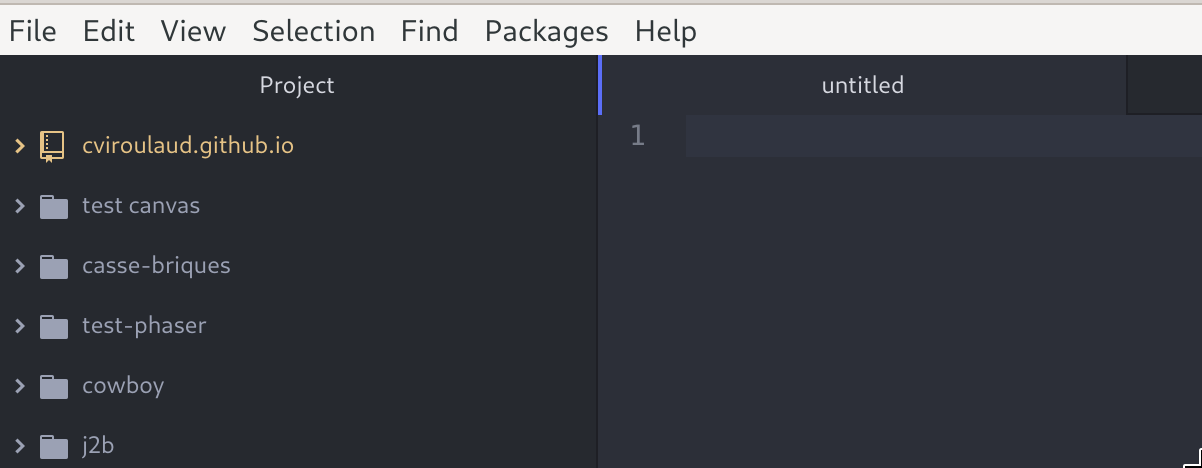 File Edit View Selection Find Packages Help
Project
untitled
1
cviroulaud.github.io
test canvas
casse-briques
test-phaser
cowboy
j2b